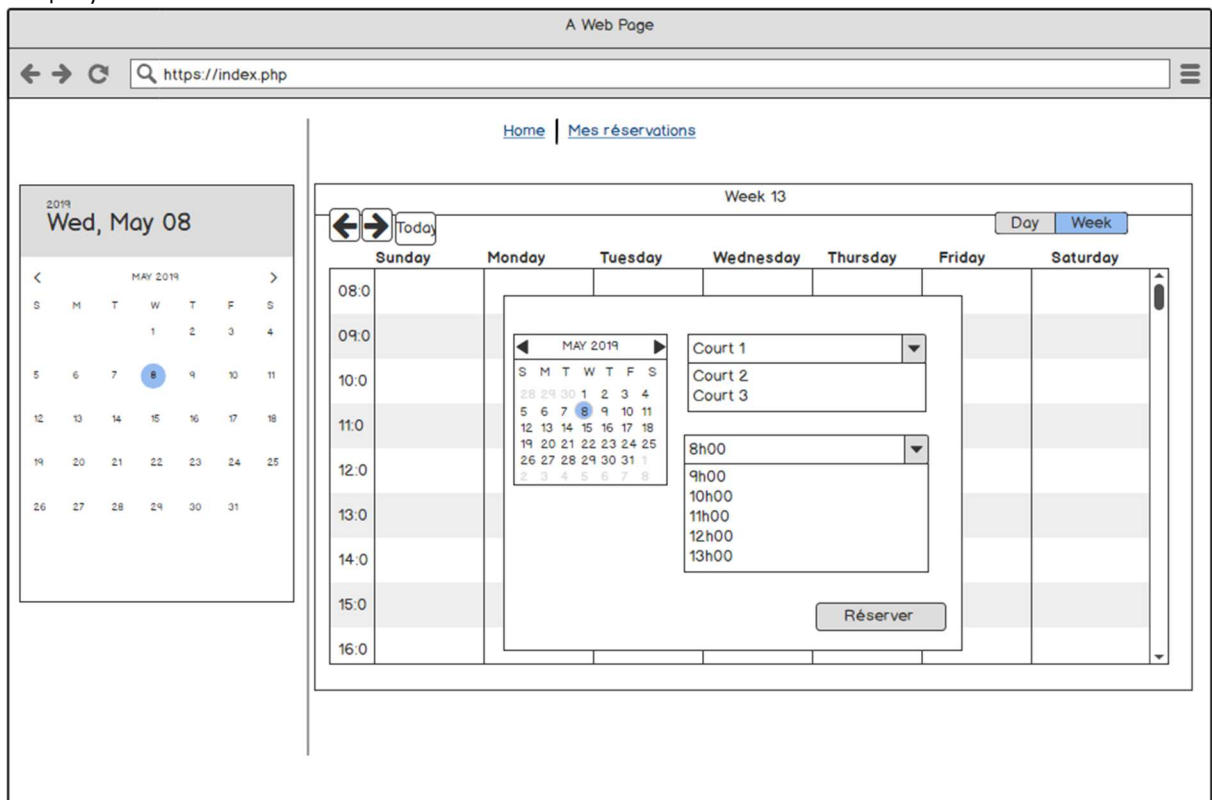 A Web Page
https://index.php
Home | Mes réservations
2019
Wed, May 08
MAY 2019
S M T W T F S
1 2 3 4
5 6 7 8 9 10 11
12 13 14 15 16 17 18
19 20 21 22 23 24 25
26 27 28 29 30 31
Week 13
Today
Day Week
Sunday Monday Tuesday Wednesday Thursday Friday Saturday
08:0
09:0
10:0
11:0
12:0
13:0
14:0
15:0
16:0
MAY 2019
S M T W T F S
28 29 30 1 2 3 4
5 6 7 8 9 10 11
12 13 14 15 16 17 18
19 20 21 22 23 24 25
26 27 28 29 30 31 1
2 3 4 5 6 7 8
Court 1
Court 2
Court 3
8h00
9h00
10h00
11h00
12h00
13h00
Réserver